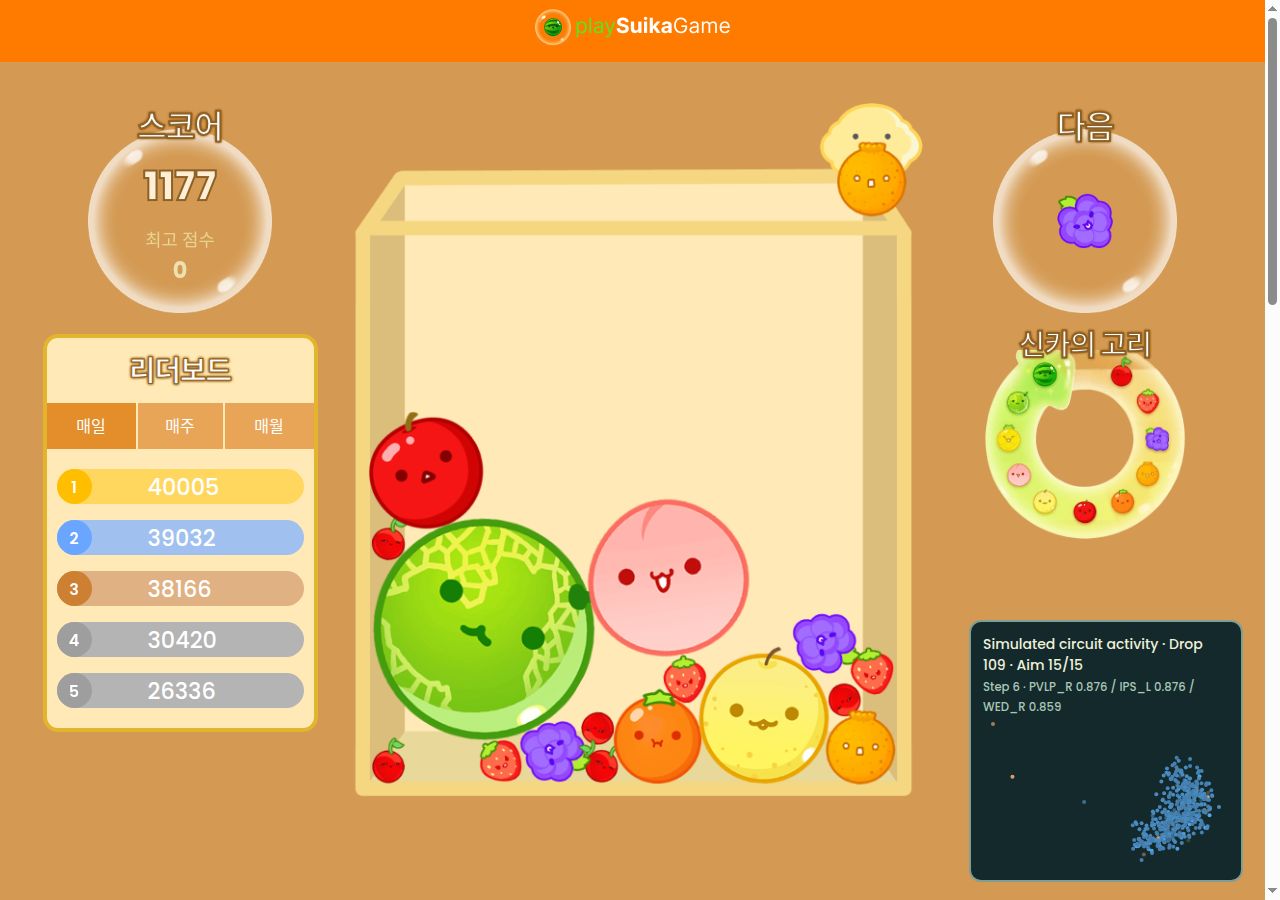 playSuikaGame
스코어
1177
최고 점수
0
다음
리더보드
매일 매주 매월
1 40005
2 39032
3 38166
4 30420
5 26336
신카의 고리
Simulated circuit activity · Drop
109 · Aim 15/15
Step 6 · PVLP_R 0.876 / IPS_L 0.876 /
WED_R 0.859